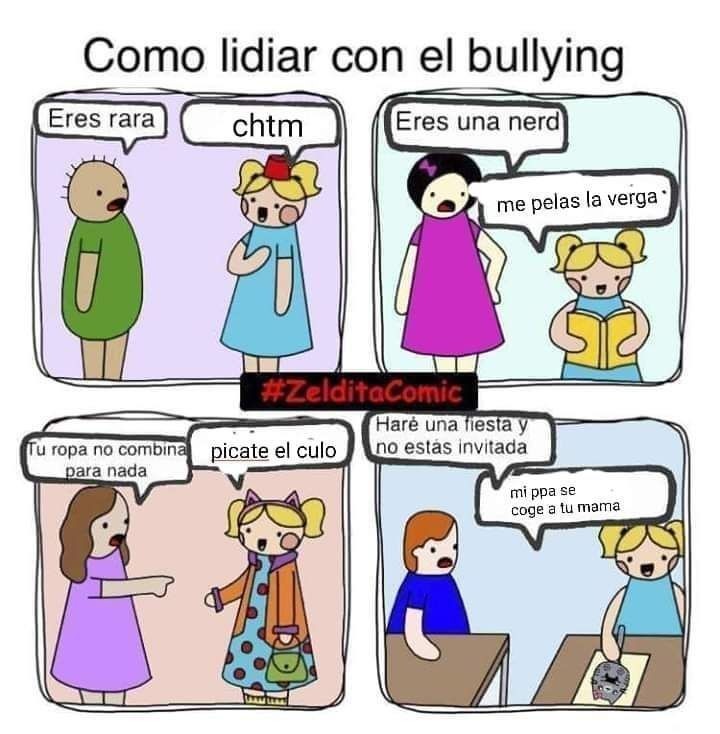 Como lidiar con el bullying
Eres rara
chtm
Eres una nerd
me pelas la verga
Tu ropa no combina
para nada
picate el culo
#ZelditaComic
Haré una fiesta y
no estás invitada
mi ppa se
coge a tu mama